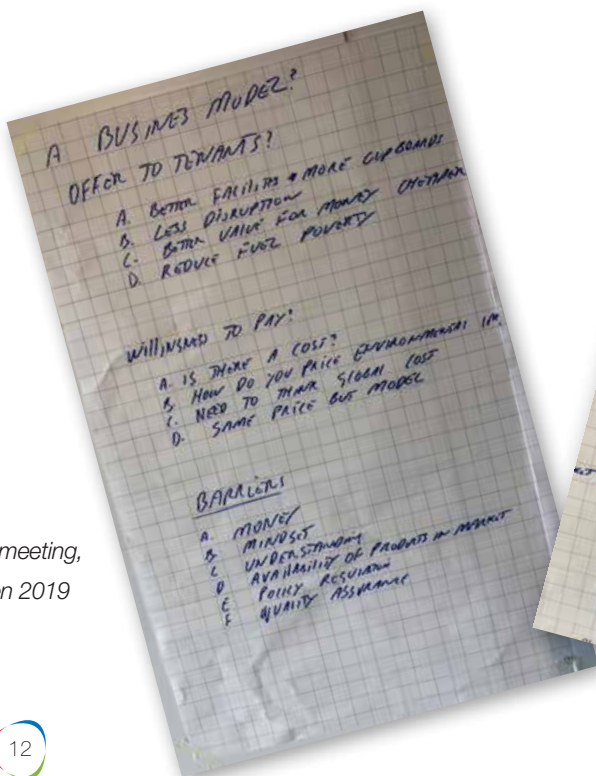 A BUSINES MODEL?
OFFER TO TENANTS?
A. BETTER FACILITIES + MORE CUPBOARDS
B. LESS DISRUPTION
C. BETTER VALUE FOR MONEY
D. REDUCE FUEL POVERTY
WILLINGNESS TO PAY?
A. IS THERE A COST?
B. HOW DO YOU PRICE ENVIRONMENTAL IM.
C. NEED TO THINK GLOBAL COST
D. SAME PRICE BUT MODEL
BARRIERS
A. MONEY
B MINDSET
C UNDERSTANDING
D AVAILABILITY OF PRODUCTS IN MARKET
E POLICY REGULATION
F QUALITY ASSURANCE
meeting,
n 2019
12